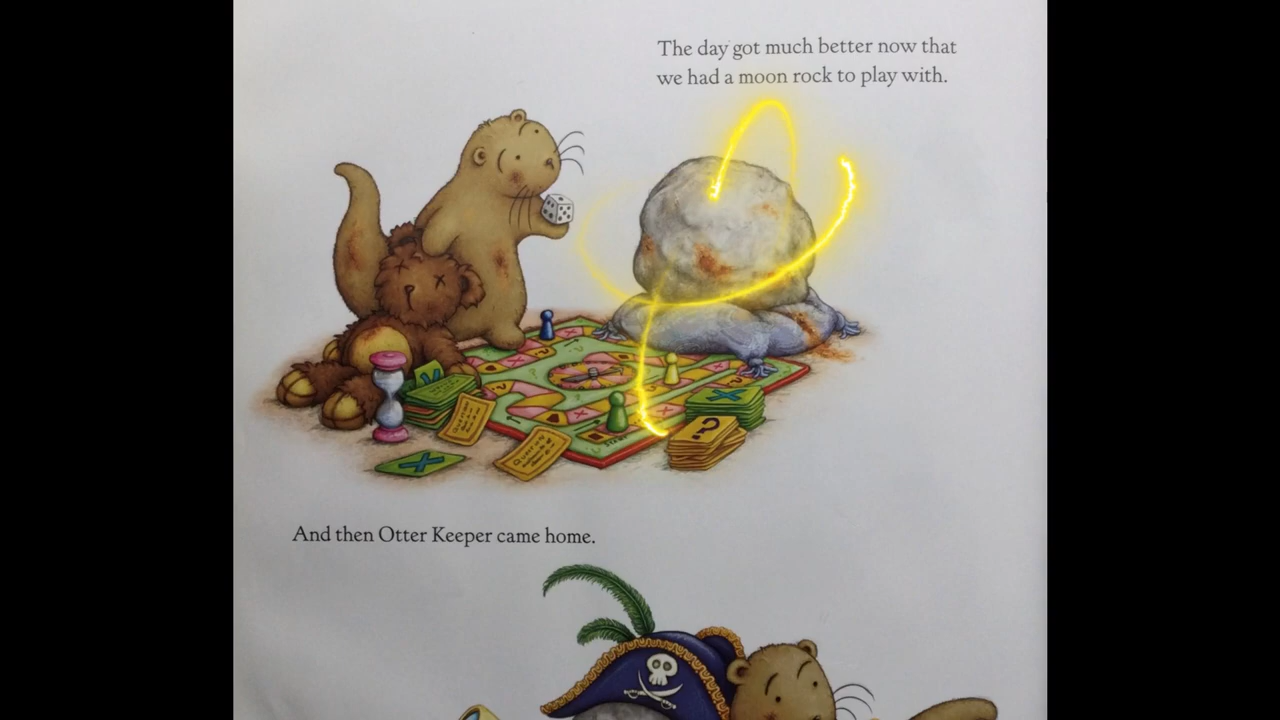 The day got much better now that
we had a moon rock to play with.
And then Otter Keeper came home.